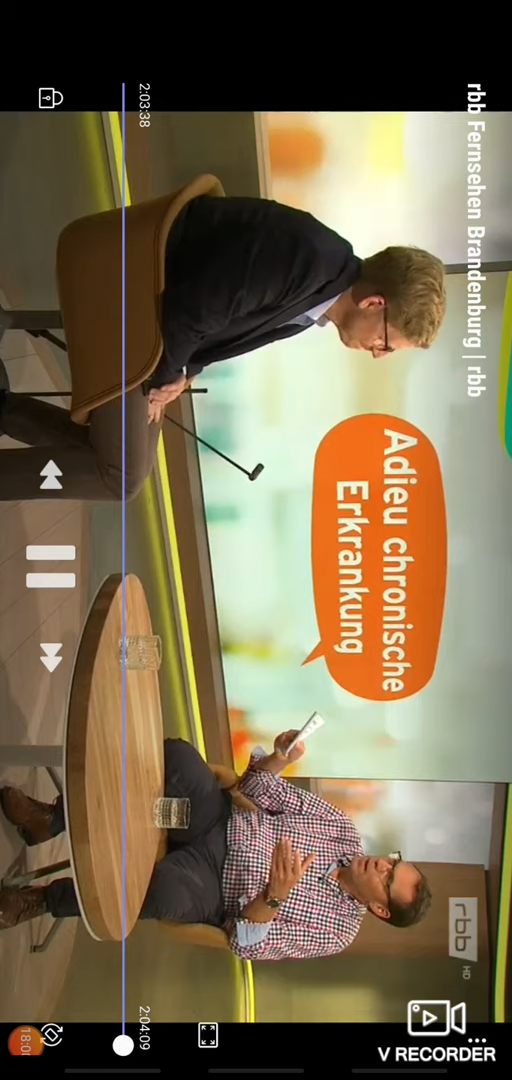 rbb Fernsehen Brandenburg | rbb
Adieu chronische
Erkrankung
rbb HD
2:03:38
2:04:09
V RECORDER